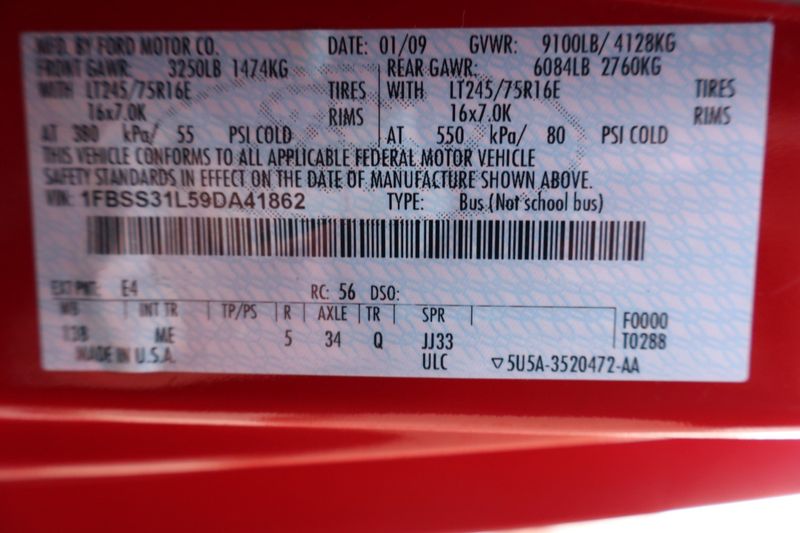 MFD. BY FORD MOTOR CO. DATE: 01/09 GVWR: 9100LB/ 4128KG
FRONT GAWR: 3250LB 1474KG REAR GAWR: 6084LB 2760KG
WITH LT245/75R16E TIRES WITH LT245/75R16E TIRES
16x7.0K RIMS 16x7.0K RIMS
AT 380 kPa/ 55 PSI COLD AT 550 kPa/ 80 PSI COLD
THIS VEHICLE CONFORMS TO ALL APPLICABLE FEDERAL MOTOR VEHICLE
SAFETY STANDARDS IN EFFECT ON THE DATE OF MANUFACTURE SHOWN ABOVE.
VIN: 1FBSS31L59DA41862 TYPE: Bus (Not school bus)
EXT PNT: E4 RC: 56 DSO:
WB INT TR TP/PS R AXLE TR SPR F0000
138 ME 5 34 Q JJ33 T0288
MADE IN U.S.A. ULC ▽5U5A-3520472-AA